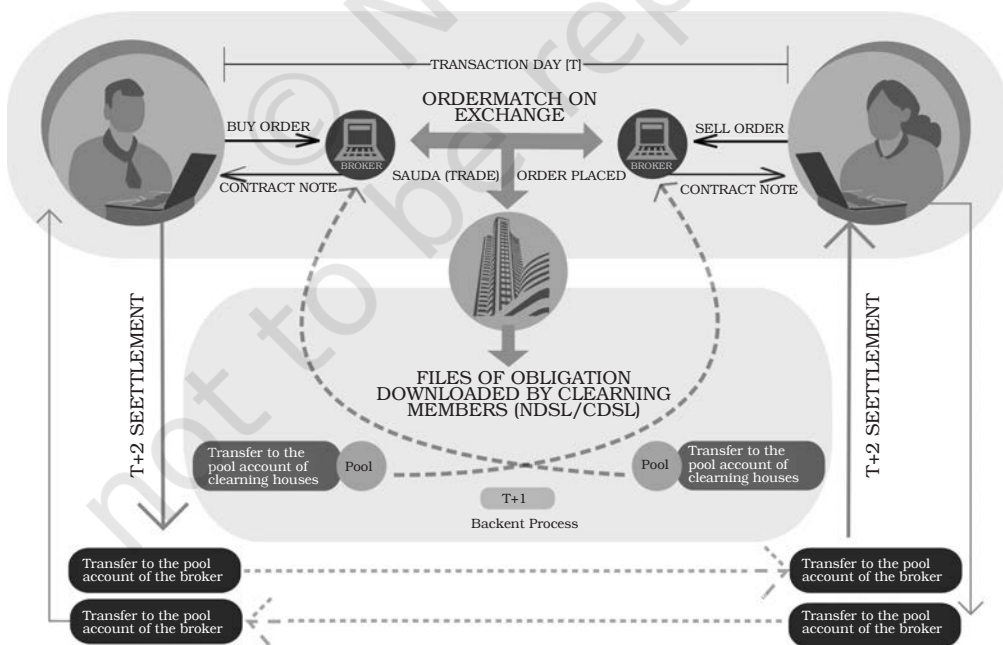 TRANSACTION DAY [T]
ORDERMATCH ON
EXCHANGE
BUY ORDER
SELL ORDER
BROKER
BROKER
CONTRACT NOTE
SAUDA (TRADE)
ORDER PLACED
CONTRACT NOTE
T+2 SEETTLEMENT
T+2 SEETTLEMENT
FILES OF OBLIGATION
DOWNLOADED BY CLEARNING
MEMBERS (NDSL/CDSL)
Transfer to the
pool account of
clearning houses
Pool
Pool
Transfer to the
pool account of
clearning houses
T+1
Backent Process
Transfer to the pool
account of the broker
Transfer to the pool
account of the broker
Transfer to the pool
account of the broker
Transfer to the pool
account of the broker
© N
not to be rep